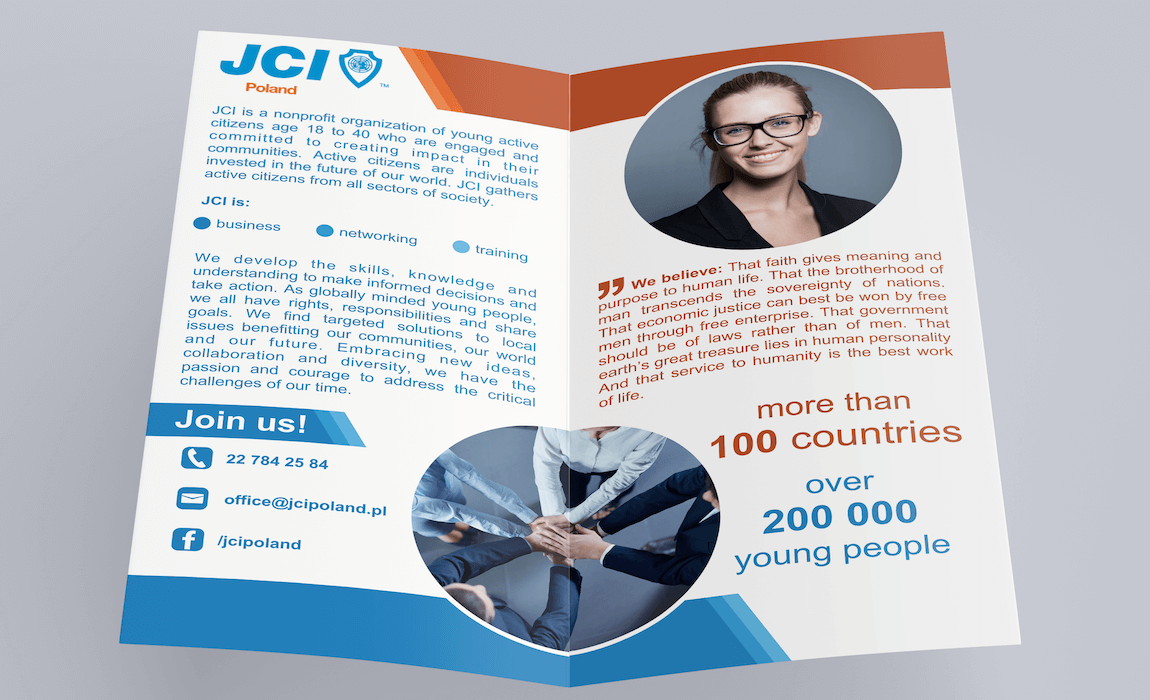 JCI
TM
Poland
JCI is a nonprofit organization of young active
citizens age 18 to 40 who are engaged and
committed to creating impact in their
communities. Active citizens are individuals
invested in the future of our world. JCI gathers
active citizens from all sectors of society.
JCI is:
business
networking
training
We develop the skills, knowledge and
understanding to make informed decisions and
take action. As globally minded young people,
we all have rights, responsibilities and share
goals. We find targeted solutions to local
issues benefitting our communities, our world
and our future. Embracing new ideas,
collaboration and diversity, we have the
passion and courage to address the critical
challenges of our time.
Join us!
22 784 25 84
office@jcipoland.pl
f /jcipoland
” We believe: That faith gives meaning and
purpose to human life. That the brotherhood of
man transcends the sovereignty of nations.
That economic justice can best be won by free
men through free enterprise. That government
should be of laws rather than of men. That
earth's great treasure lies in human personality
And that service to humanity is the best work
of life.
more than
100 countries
over
200 000
young people